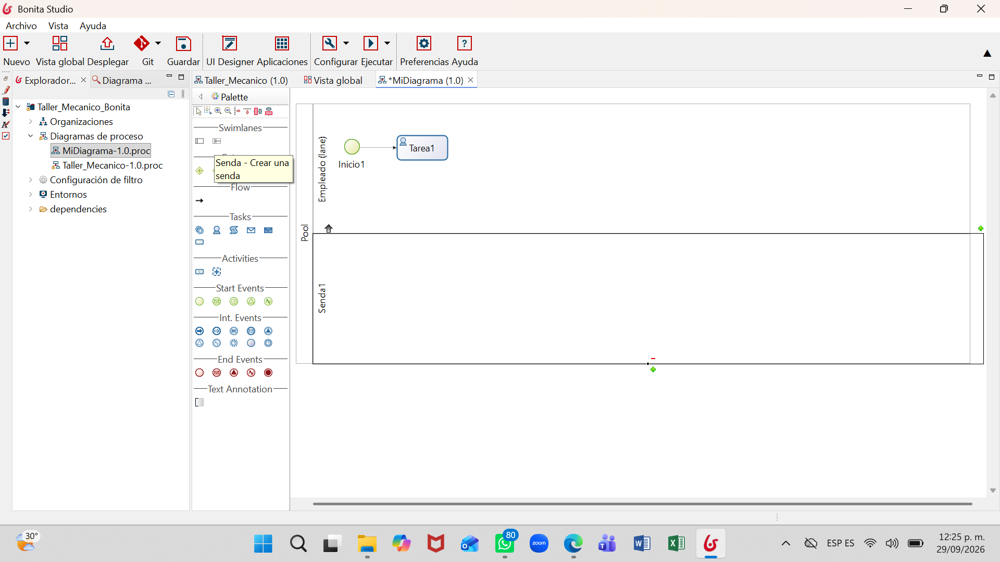 Bonita Studio
Archivo Vista Ayuda
Nuevo Vista global Desplegar Git Guardar UI Designer Aplicaciones Configurar Ejecutar Preferencias Ayuda
Explorador... Diagrama ...
Taller_Mecanico (1.0) Vista global *MiDiagrama (1.0)
Palette
Taller_Mecanico_Bonita
Organizaciones
Diagramas de proceso
MiDiagrama-1.0.proc
Taller_Mecanico-1.0.proc
Configuración de filtro
Entornos
dependencies
Swimlanes
Senda - Crear una
senda
Flow
Tasks
Activities
Start Events
Int. Events
End Events
Text Annotation
Pool
Empleado (lane)
Inicio1
Tarea1
Senda1
30°
80
zoom
ESP ES
12:25 p. m.
29/09/2026